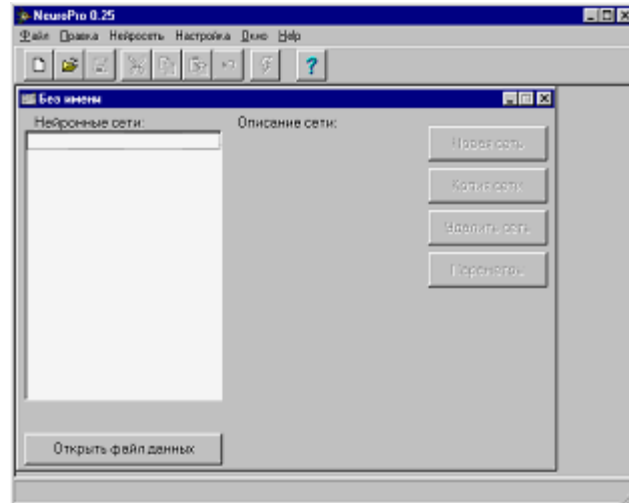 NeuroPro 0.25
Файл Правка Нейросеть Настройка Окно Help
Без имени
Нейронные сети:
Описание сети:
Новая сеть
Копия сети
Удалить сеть
Параметры
Открыть файл данных